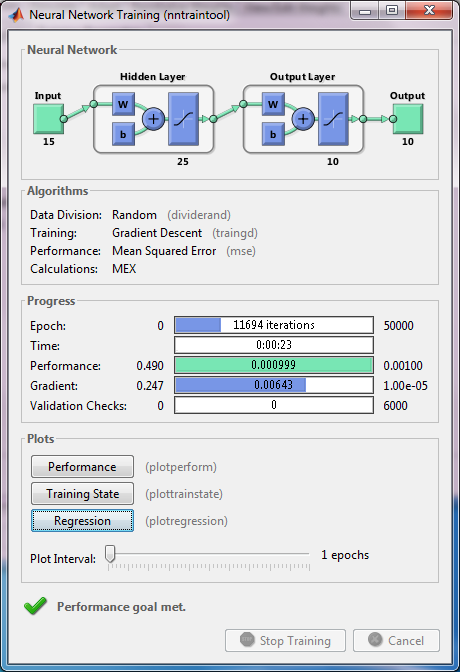 Neural Network Training (nntraintool)
Neural Network
Hidden Layer Output Layer
Input Output
W W
b b
+ +
15 25 10 10
Algorithms
Data Division: Random (dividerand)
Training: Gradient Descent (traingd)
Performance: Mean Squared Error (mse)
Calculations: MEX
Progress
Epoch: 0 11694 iterations 50000
Time: 0:00:23
Performance: 0.490 0.000999 0.00100
Gradient: 0.247 0.00643 1.00e-05
Validation Checks: 0 0 6000
Plots
Performance (plotperform)
Training State (plottrainstate)
Regression (plotregression)
Plot Interval: 1 epochs
Performance goal met.
Stop Training Cancel